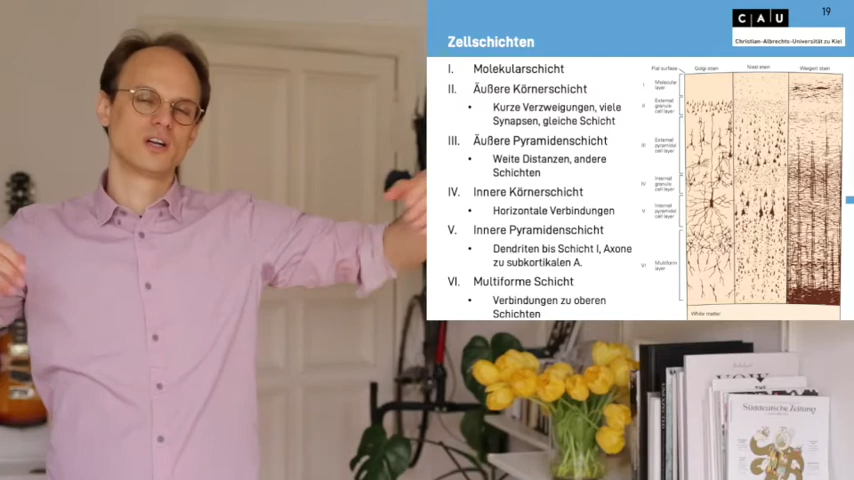 19
CAU
Christian-Albrechts-Universität zu Kiel
Zellschichten
I. Molekularschicht
II. Äußere Körnerschicht
• Kurze Verzweigungen, viele
Synapsen, gleiche Schicht
III. Äußere Pyramidenschicht
• Weite Distanzen, andere
Schichten
IV. Innere Körnerschicht
• Horizontale Verbindungen
V. Innere Pyramidenschicht
• Dendriten bis Schicht I, Axone
zu subkortikalen A.
VI. Multiforme Schicht
• Verbindungen zu oberen
Schichten
Pial surface
Golgi stain
Nissl stain
Weigert stain
I Molecular
layer
II External
granule
cell layer
III External
pyramidal
cell layer
IV Internal
granule
cell layer
V Internal
pyramidal
cell layer
VI Multiform
layer
White matter
Süddeutsche Zeitung